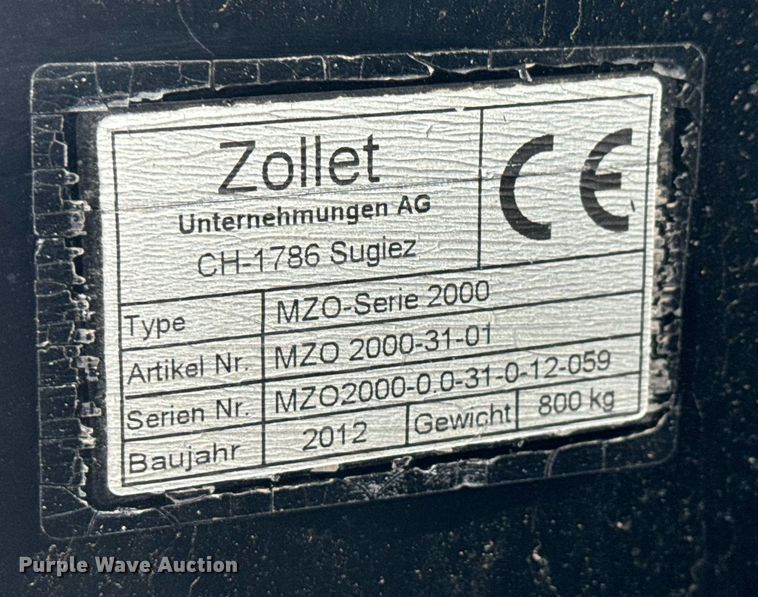 Zollet
Unternehmungen AG
CH-1786 Sugiez
CE
Type MZO-Serie 2000
Artikel Nr. MZO 2000-31-01
Serien Nr. MZO2000-0.0-31-0-12-059
Baujahr 2012 Gewicht 800 kg
Purple Wave Auction